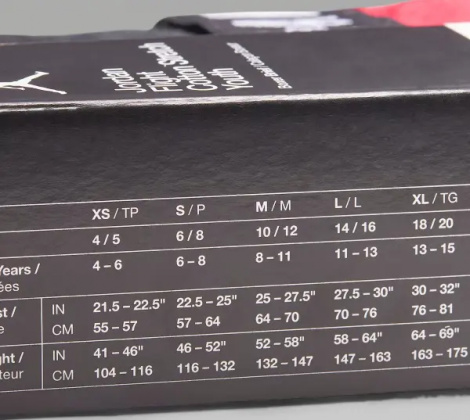 Jordan
Flight
Cotton Stretch
Youth
XS / TP S / P M / M L / L XL / TG
4 / 5 6 / 8 10 / 12 14 / 16 18 / 20
Years / 4 – 6 6 – 8 8 – 11 11 – 13 13 – 15
ées
st / IN 21.5 – 22.5" 22.5 – 25" 25 – 27.5" 27.5 – 30" 30 – 32"
e CM 55 – 57 57 – 64 64 – 70 70 – 76 76 – 81
ght / IN 41 – 46" 46 – 52" 52 – 58" 58 – 64" 64 – 69"
teur CM 104 – 116 116 – 132 132 – 147 147 – 163 163 – 175